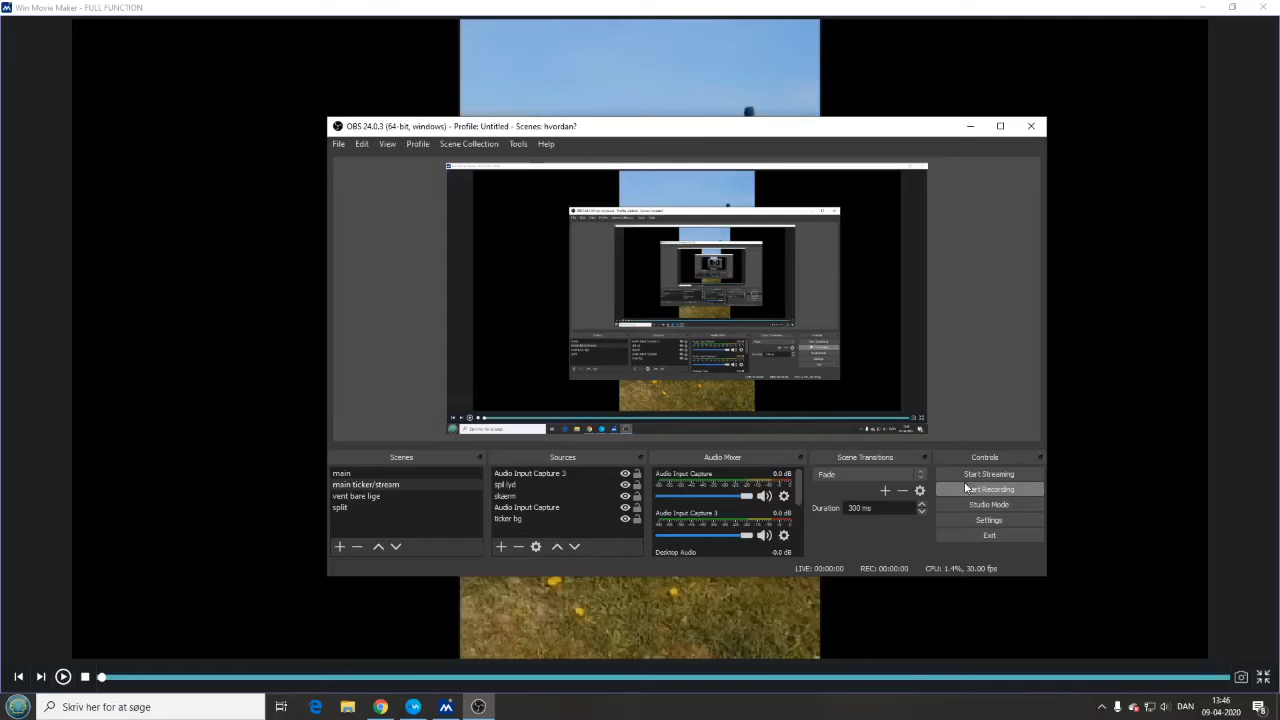 Win Movie Maker - FULL FUNCTION
OBS 24.0.3 (64-bit, windows) - Profile: Untitled - Scenes: hvordan?
File Edit View Profile Scene Collection Tools Help
Scenes
main
main ticker/stream
vent bare lige
split
Sources
Audio Input Capture 3
spil lyd
skærm
Audio Input Capture
ticker bg
Audio Mixer
Audio Input Capture 0.0 dB
Audio Input Capture 3 0.0 dB
Desktop Audio -0.0 dB
Scene Transitions
Fade
Duration 300 ms
Controls
Start Streaming
Start Recording
Studio Mode
Settings
Exit
LIVE: 00:00:00 REC: 00:00:00 CPU: 1.4%, 30.00 fps
Skriv her for at søge
DAN
13:46
09-04-2020
8